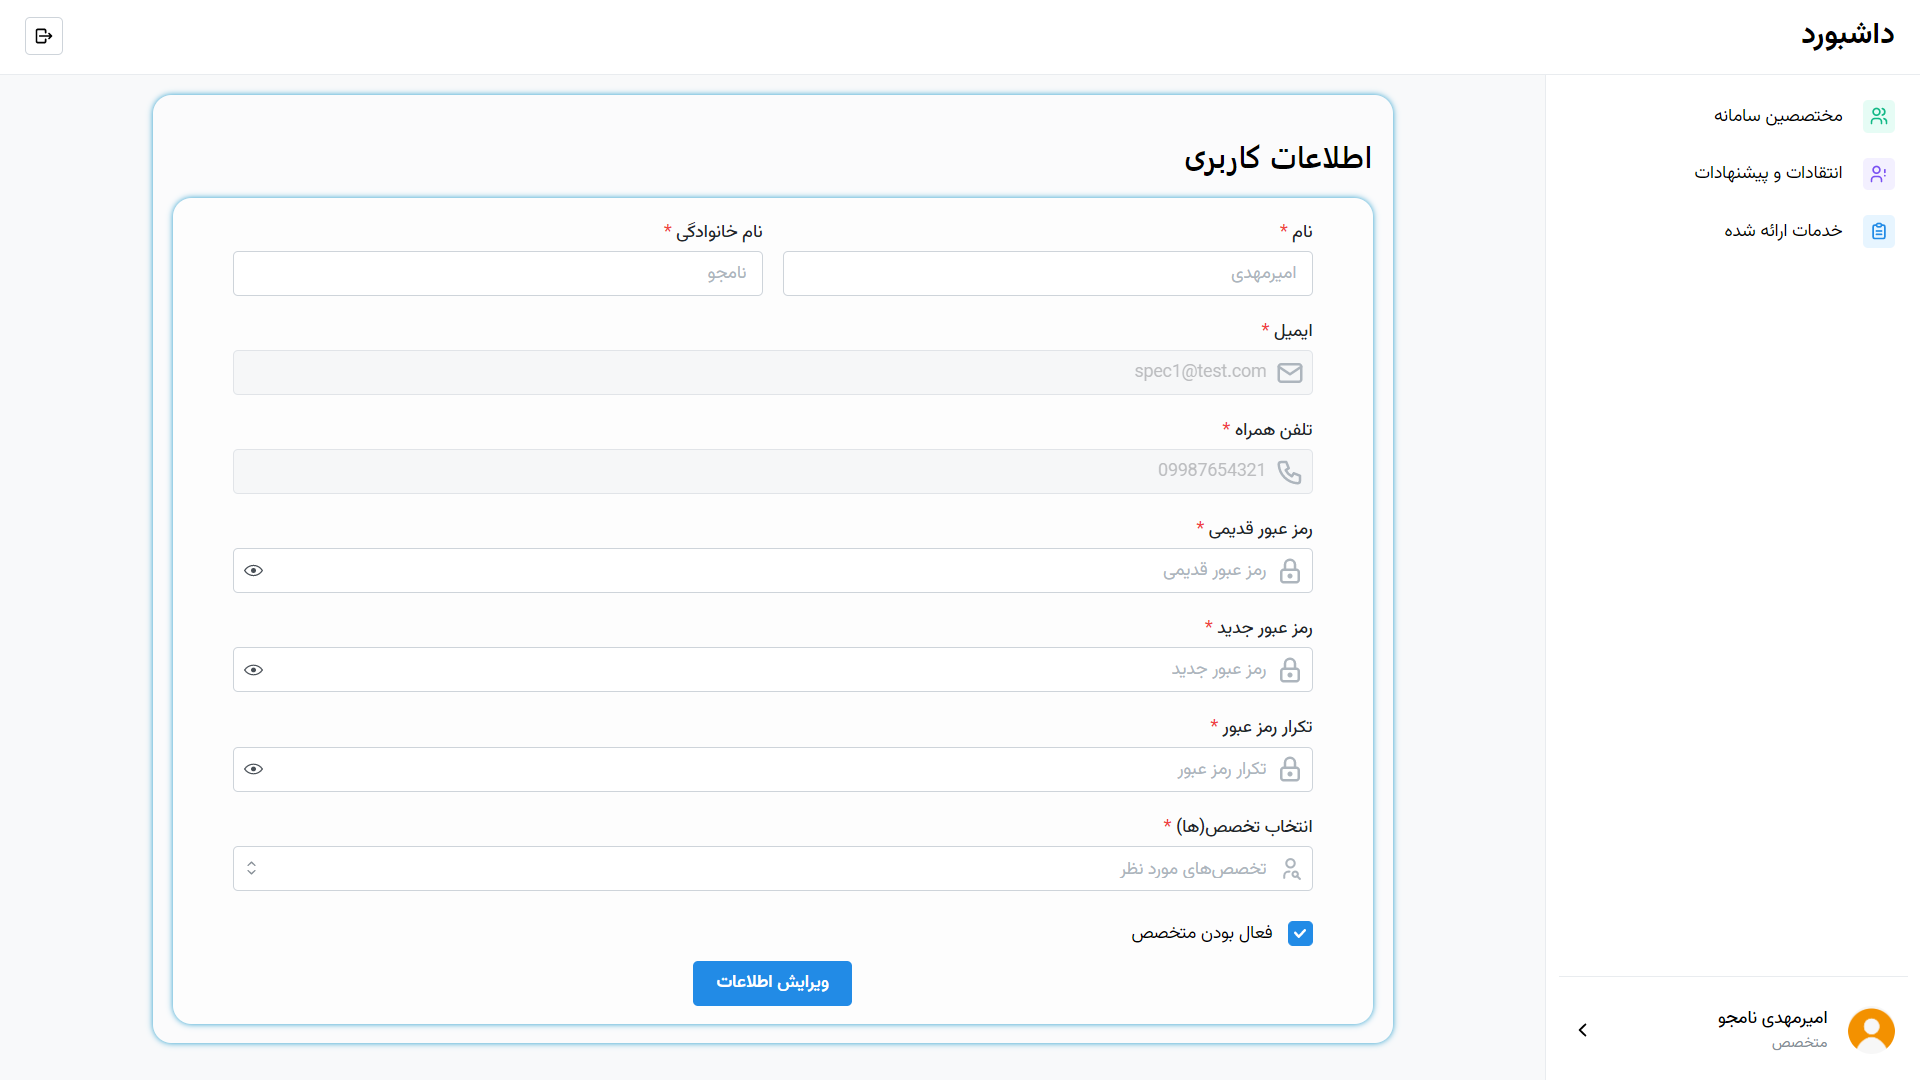 داشبورد
مختصصین سامانه
انتقادات و پیشنهادات
خدمات ارائه شده
اطلاعات کاربری
نام *
امیرمهدی
نام خانوادگی *
نامجو
ایمیل *
spec1@test.com
تلفن همراه *
09987654321
رمز عبور قدیمی *
رمز عبور قدیمی
رمز عبور جدید *
رمز عبور جدید
تکرار رمز عبور *
تکرار رمز عبور
انتخاب تخصص(ها) *
تخصص‌های مورد نظر
فعال بودن متخصص
ویرایش اطلاعات
امیرمهدی نامجو
متخصص